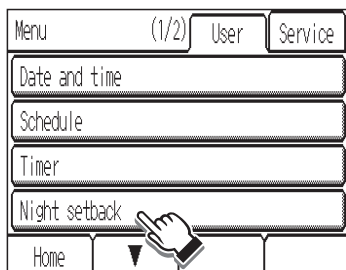 Menu (1/2) User Service
Date and time
Schedule
Timer
Night setback
Home ▼